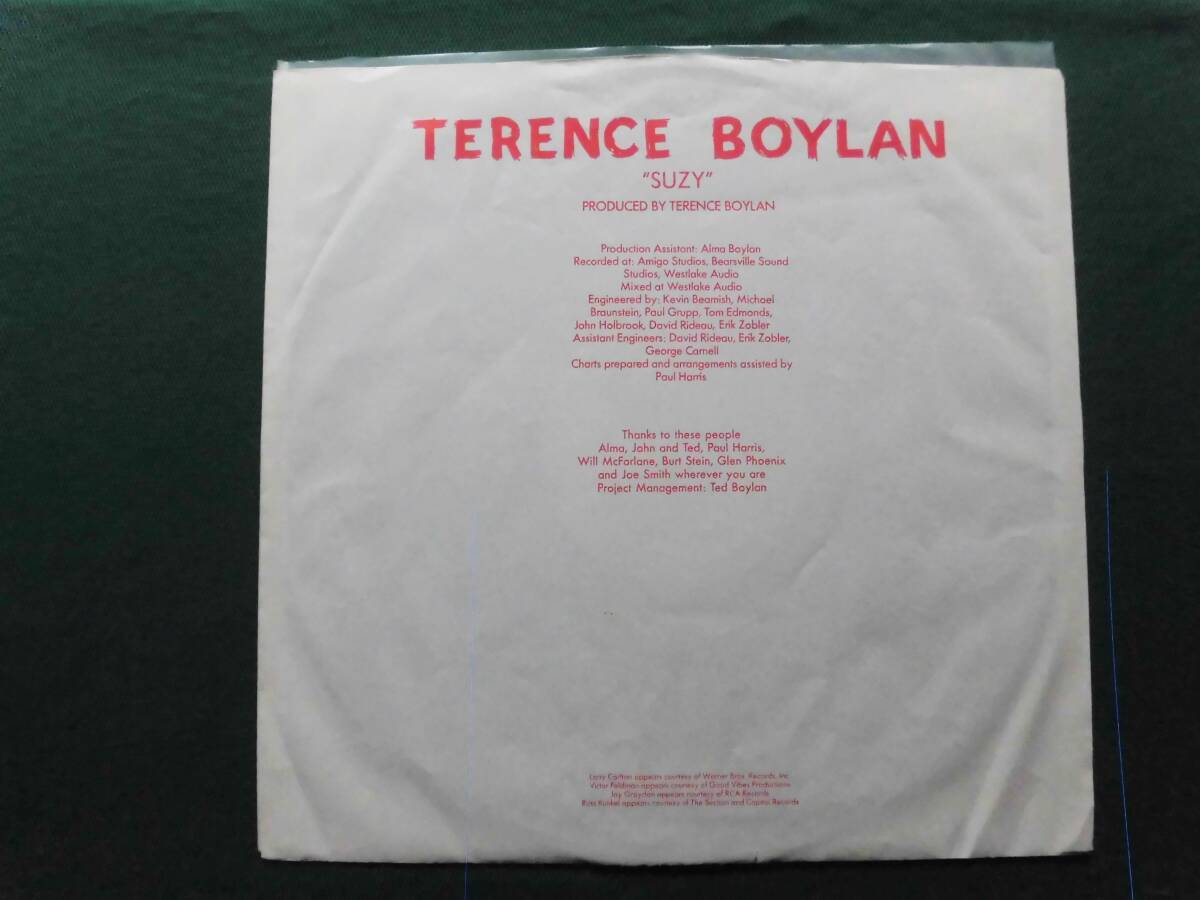 TERENCE BOYLAN
"SUZY"
PRODUCED BY TERENCE BOYLAN
Production Assistant: Alma Boylan
Recorded at: Amigo Studios, Bearsville Sound
Studios, Westlake Audio
Mixed at Westlake Audio
Engineered by: Kevin Beamish, Michael
Braunstein, Paul Grupp, Tom Edmonds,
John Holbrook, David Rideau, Erik Zobler
Assistant Engineers: David Rideau, Erik Zobler,
George Carnell
Charts prepared and arrangements assisted by
Paul Harris
Thanks to these people
Alma, John and Ted, Paul Harris,
Will McFarlane, Burt Stein, Glen Phoenix
and Joe Smith wherever you are
Project Management: Ted Boylan
Larry Carlton appears courtesy of Warner Bros. Records, Inc.
Victor Feldman appears courtesy of Good Vibes Productions
Jay Graydon appears courtesy of RCA Records
Russ Kunkel appears courtesy of The Section and Capitol Records